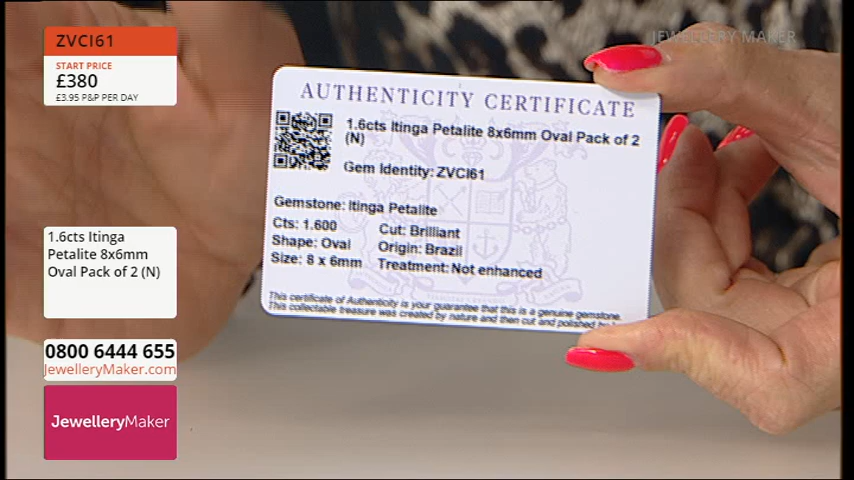 ZVCI61
START PRICE
£380
£3.95 P&P PER DAY
JEWELLERY MAKER
AUTHENTICITY CERTIFICATE
1.6cts Itinga Petalite 8x6mm Oval Pack of 2
(N)
Gem Identity: ZVCI61
Gemstone: Itinga Petalite
Cts: 1.600 Cut: Brilliant
Shape: Oval Origin: Brazil
Size: 8 x 6mm Treatment: Not enhanced
This certificate of Authenticity is your guarantee that this is a genuine gemstone.
This collectable treasure was created by nature and then cut and polished
1.6cts Itinga
Petalite 8x6mm
Oval Pack of 2 (N)
0800 6444 655
JewelleryMaker.com
JewelleryMaker